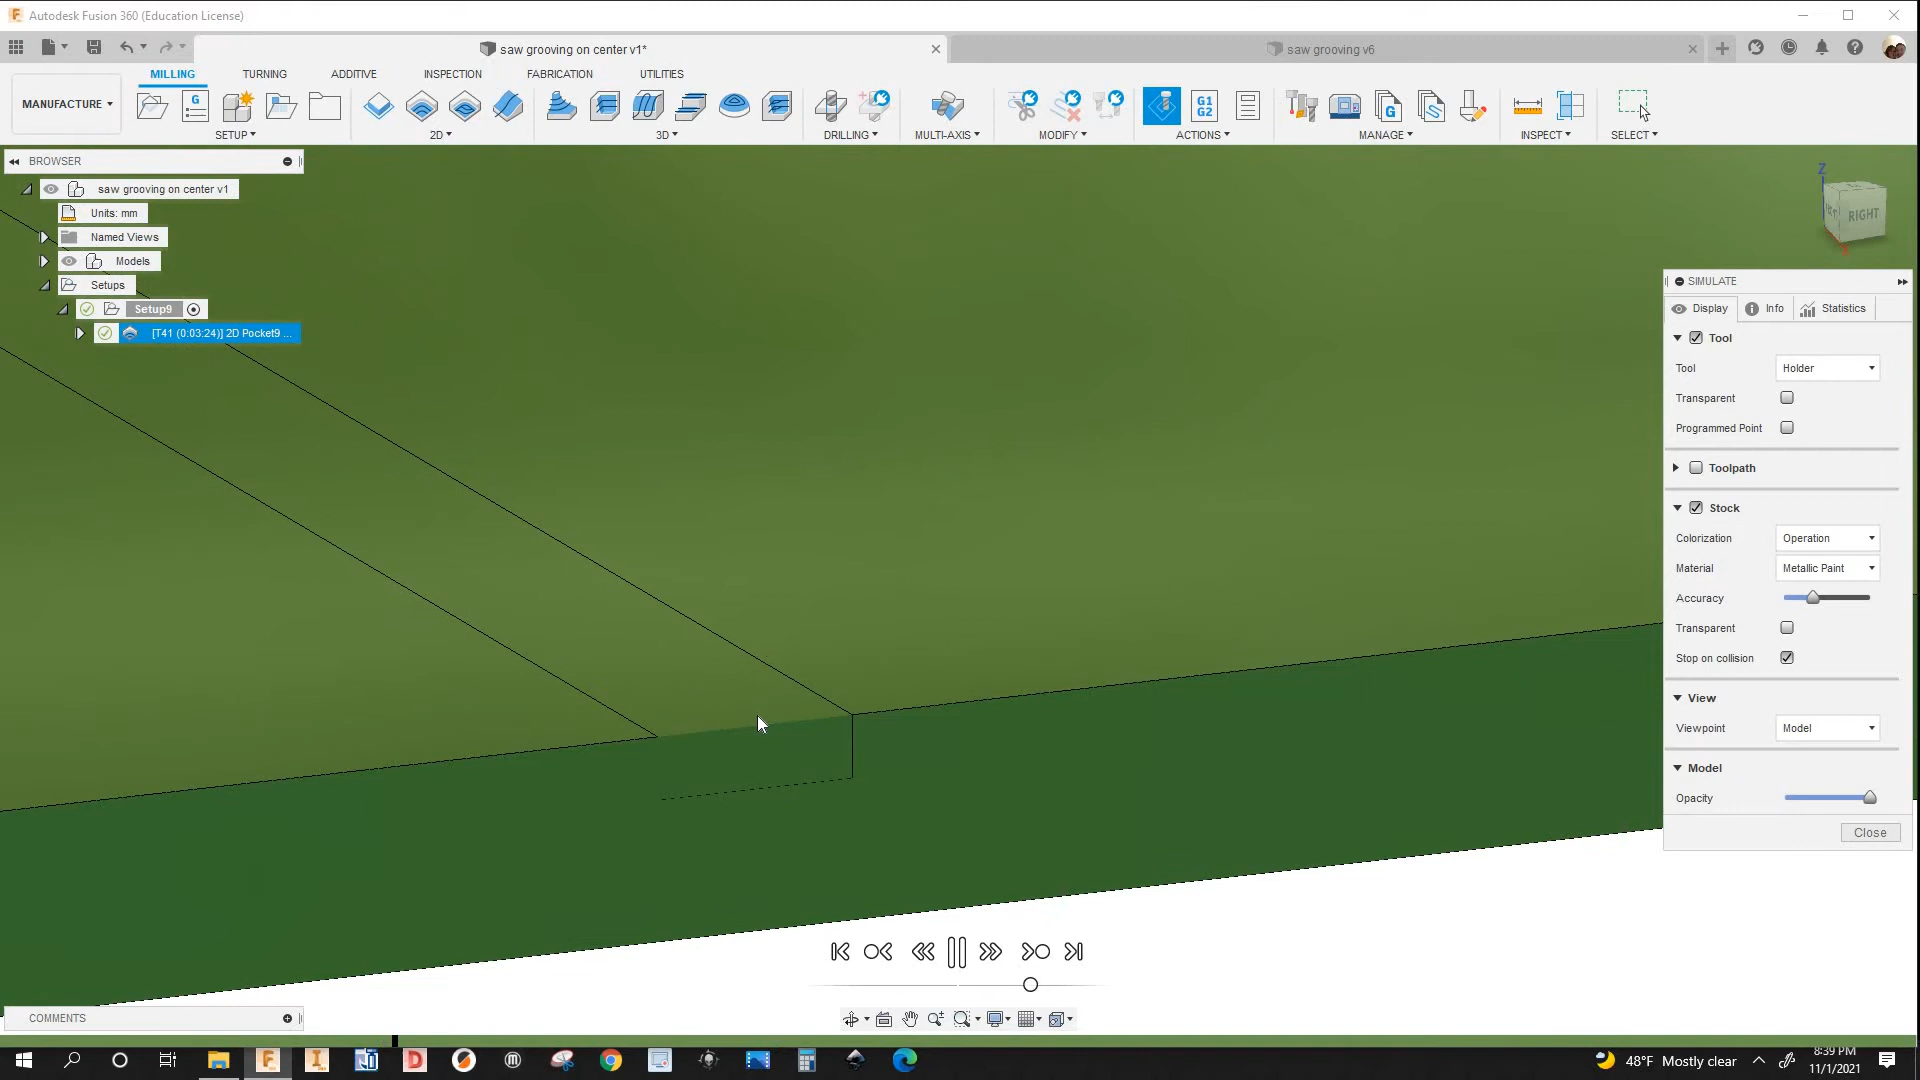 Autodesk Fusion 360 (Education License)
saw grooving on center v1*
saw grooving v6
MANUFACTURE
MILLING TURNING ADDITIVE INSPECTION FABRICATION UTILITIES
G
G1
G2
G
SETUP 2D 3D DRILLING MULTI-AXIS MODIFY ACTIONS MANAGE INSPECT SELECT
BROWSER
saw grooving on center v1
Units: mm
Named Views
Models
Setups
Setup9
[T41 (0:03:24)] 2D Pocket9 ...
Z
RIGHT
SIMULATE
Display Info Statistics
Tool
Tool Holder
Transparent
Programmed Point
Toolpath
Stock
Colorization Operation
Material Metallic Paint
Accuracy
Transparent
Stop on collision
View
Viewpoint Model
Model
Opacity
Close
COMMENTS
48°F Mostly clear
8:39 PM
11/1/2021